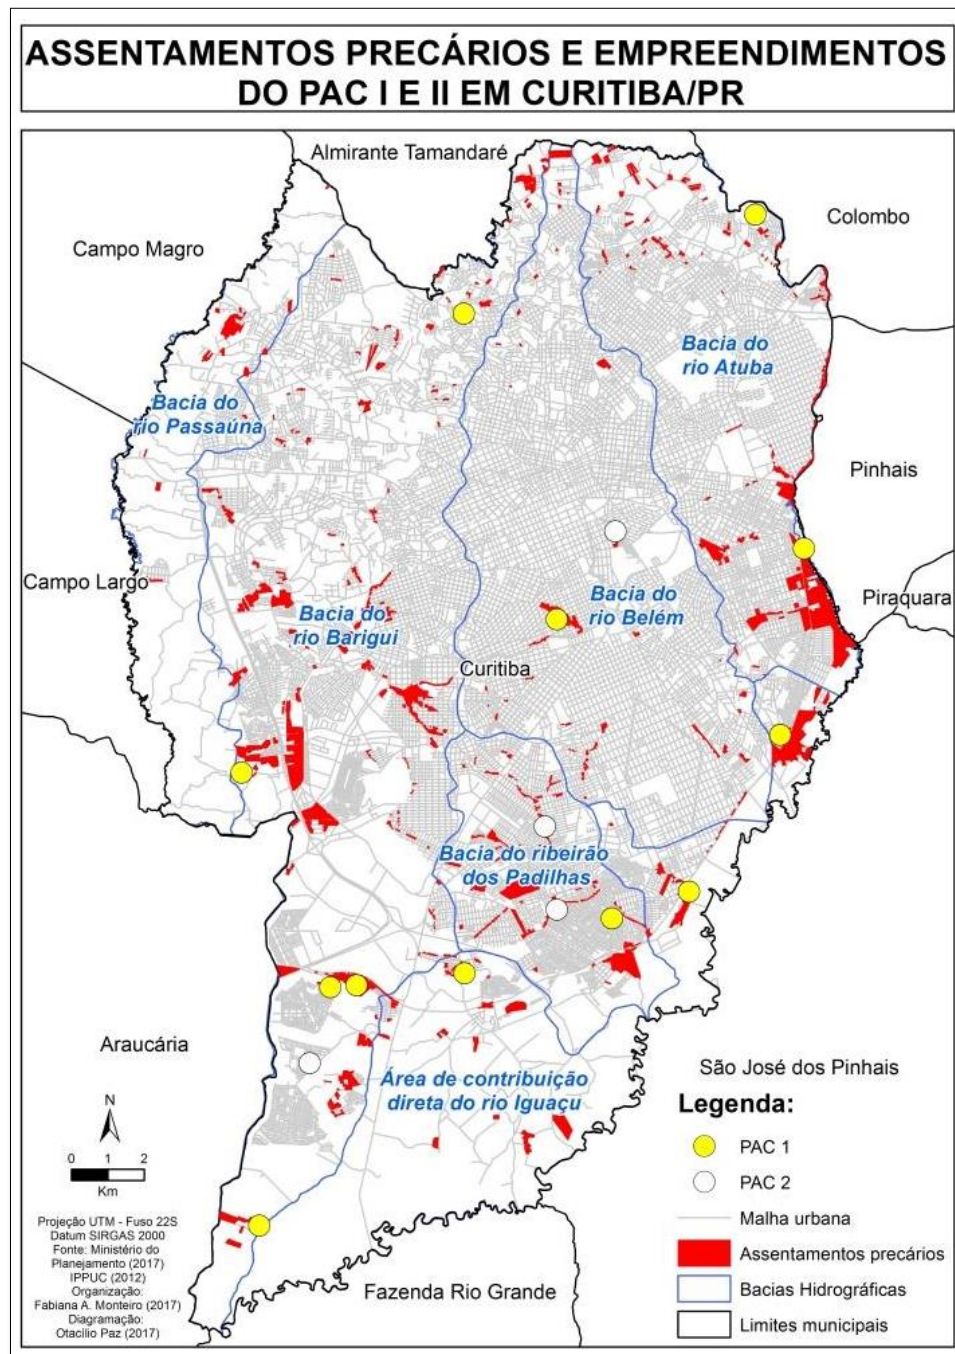 ASSENTAMENTOS PRECÁRIOS E EMPREENDIMENTOS
DO PAC I E II EM CURITIBA/PR
Almirante Tamandaré
Colombo
Campo Magro
Bacia do
rio Atuba
Bacia do
rio Passaúna
Pinhais
Campo Largo
Piraquara
Bacia do
rio Belém
Bacia do
rio Barigui
Curitiba
Bacia do ribeirão
dos Padilhas
Araucária
São José dos Pinhais
Área de contribuição
direta do rio Iguaçu
Legenda:
PAC 1
PAC 2
Malha urbana
Assentamentos precários
Bacias Hidrográficas
Limites municipais
N
0 1 2
Km
Projeção UTM - Fuso 22S
Datum SIRGAS 2000
Fonte: Ministério do
Planejamento (2017)
IPPUC (2012)
Organização:
Fabiana A. Monteiro (2017)
Diagramação:
Otacílio Paz (2017)
Fazenda Rio Grande